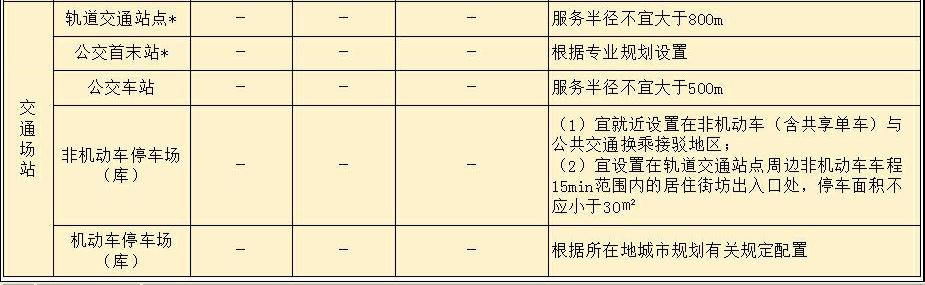 交通场站
轨道交通站点* — — — 服务半径不宜大于800m
公交首末站* — — — 根据专业规划设置
公交车站 — — — 服务半径不宜大于500m
非机动车停车场
（库）
— — —
（1）宜就近设置在非机动车（含共享单车）与
公共交通换乘接驳地区；
（2）宜设置在轨道交通站点周边非机动车车程
15min范围内的居住街坊出入口处，停车面积不
应小于30㎡
机动车停车场
（库）
— — — 根据所在地城市规划有关规定配置